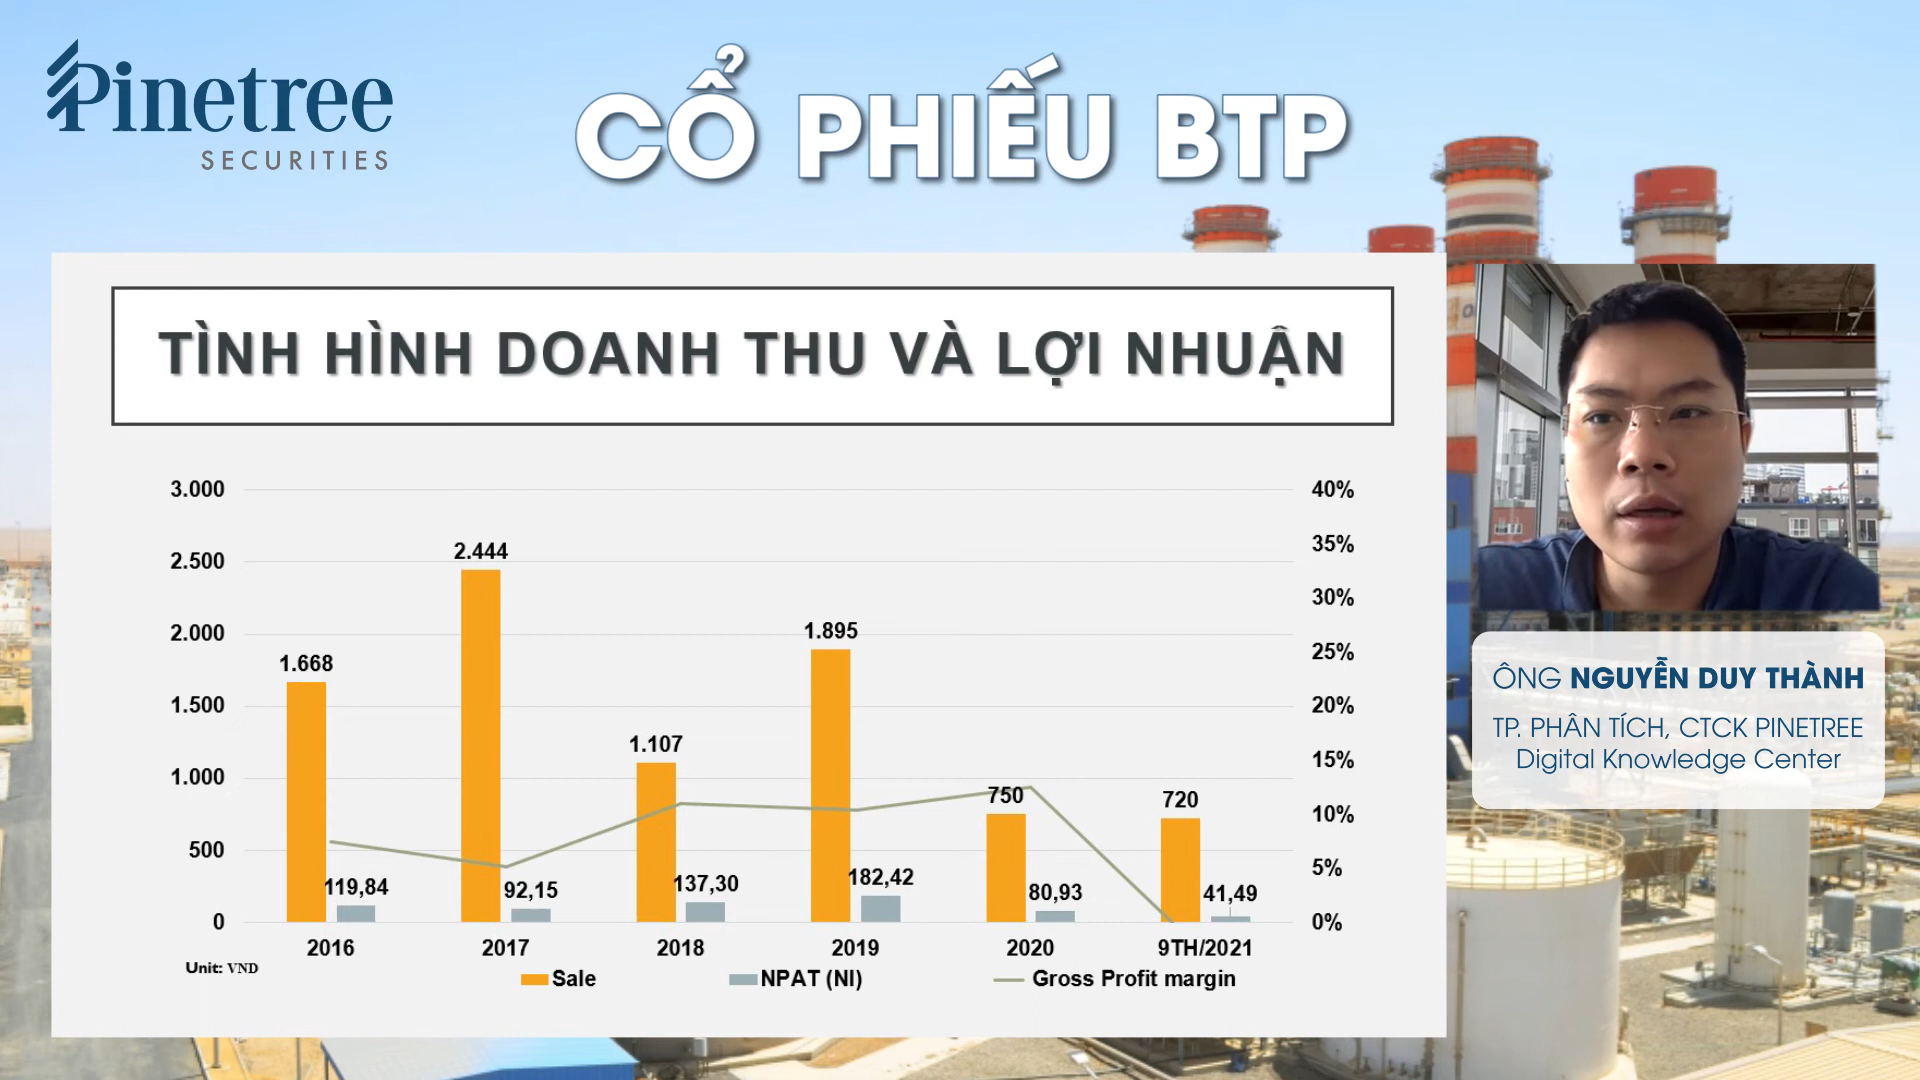 Pinetree
SECURITIES
CỔ PHIẾU BTP
TÌNH HÌNH DOANH THU VÀ LỢI NHUẬN
3.000
2.500
2.000
1.500
1.000
500
0
40%
35%
30%
25%
20%
15%
10%
5%
0%
1.668
2.444
1.107
1.895
750
720
119,84
92,15
137,30
182,42
80,93
41,49
2016
2017
2018
2019
2020
9TH/2021
Unit: VND
Sale
NPAT (NI)
Gross Profit margin
ÔNG NGUYỄN DUY THÀNH
TP. PHÂN TÍCH, CTCK PINETREE
Digital Knowledge Center